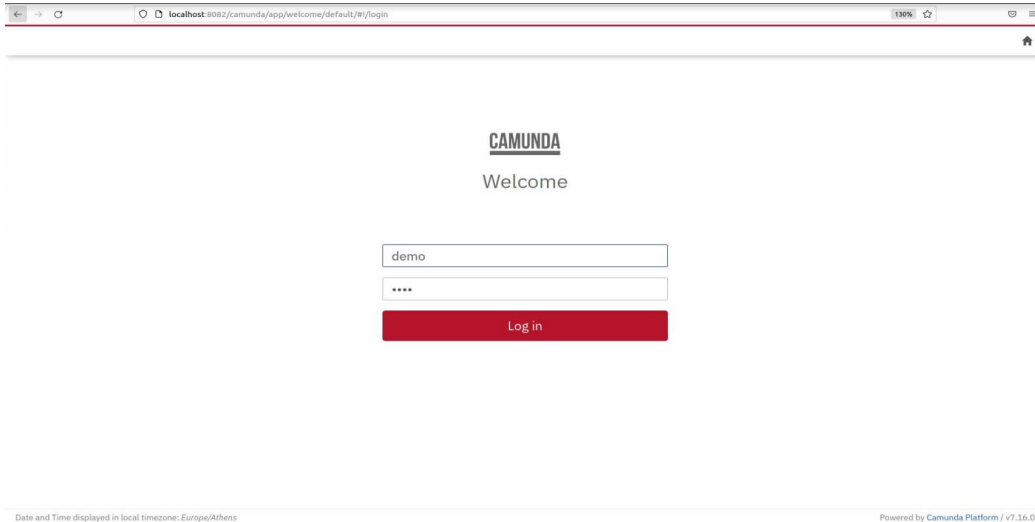 localhost:8082/camunda/app/welcome/default/#!/login
130%
CAMUNDA
Welcome
demo
••••
Log in
Date and Time displayed in local timezone: Europe/Athens
Powered by Camunda Platform / v7.16.0